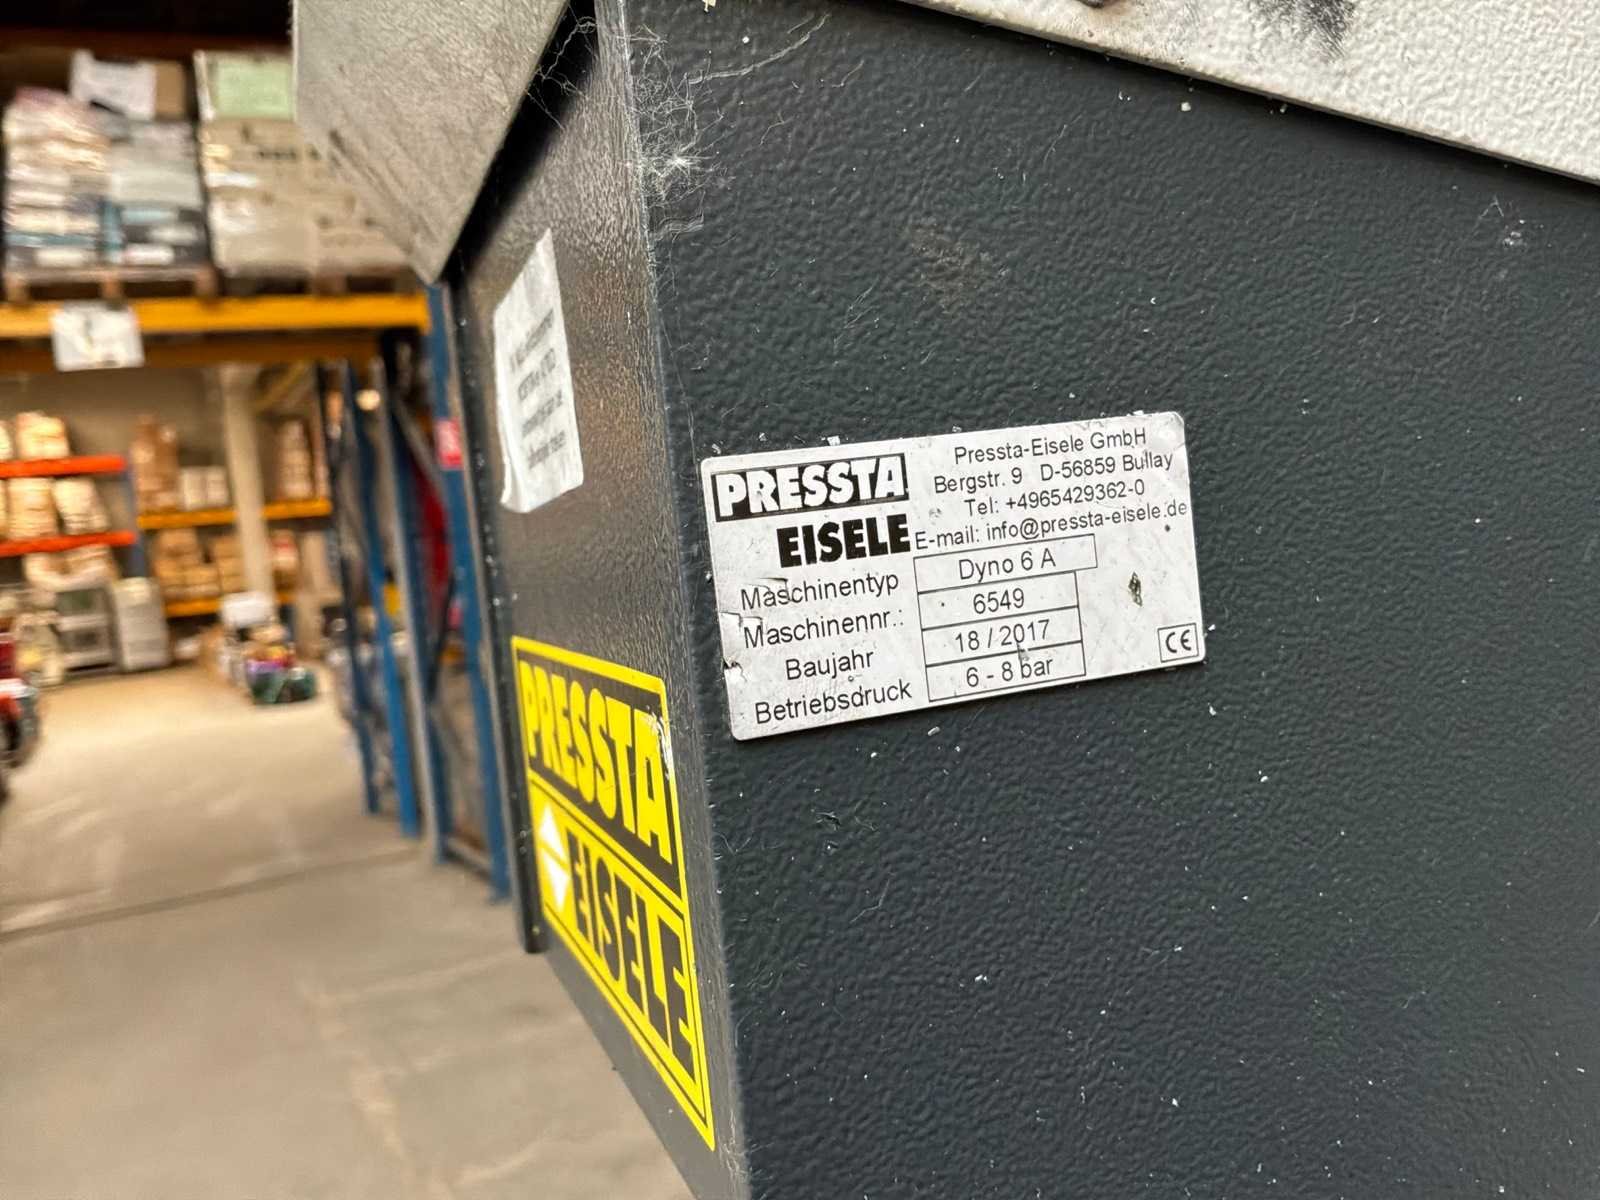 PRESSTA
EISELE
Pressta-Eisele GmbH
Bergstr. 9 D-56859 Bullay
Tel: +4965429362-0
E-mail: info@pressta-eisele.de
Maschinentyp Dyno 6 A
Maschinennr.: 6549
Baujahr 18 / 2017
Betriebsdruck 6 - 8 bar
CE
PRESSTA
EISELE